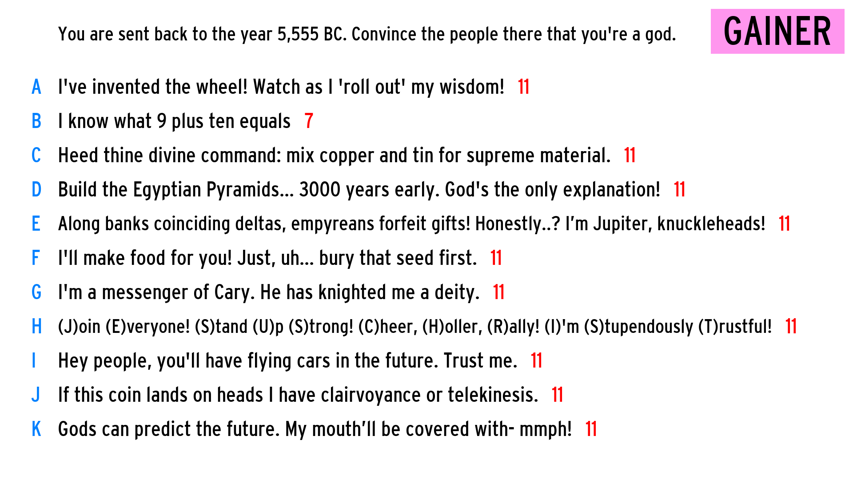 You are sent back to the year 5,555 BC. Convince the people there that you're a god.
GAINER
A I've invented the wheel! Watch as I 'roll out' my wisdom! 11
B I know what 9 plus ten equals 7
C Heed thine divine command: mix copper and tin for supreme material. 11
D Build the Egyptian Pyramids... 3000 years early. God's the only explanation! 11
E Along banks coinciding deltas, empyreans forfeit gifts! Honestly..? I’m Jupiter, knuckleheads! 11
F I'll make food for you! Just, uh... bury that seed first. 11
G I'm a messenger of Cary. He has knighted me a deity. 11
H (J)oin (E)veryone! (S)tand (U)p (S)trong! (C)heer, (H)oller, (R)ally! (I)'m (S)tupendously (T)rustful! 11
I Hey people, you'll have flying cars in the future. Trust me. 11
J If this coin lands on heads I have clairvoyance or telekinesis. 11
K Gods can predict the future. My mouth’ll be covered with- mmph! 11